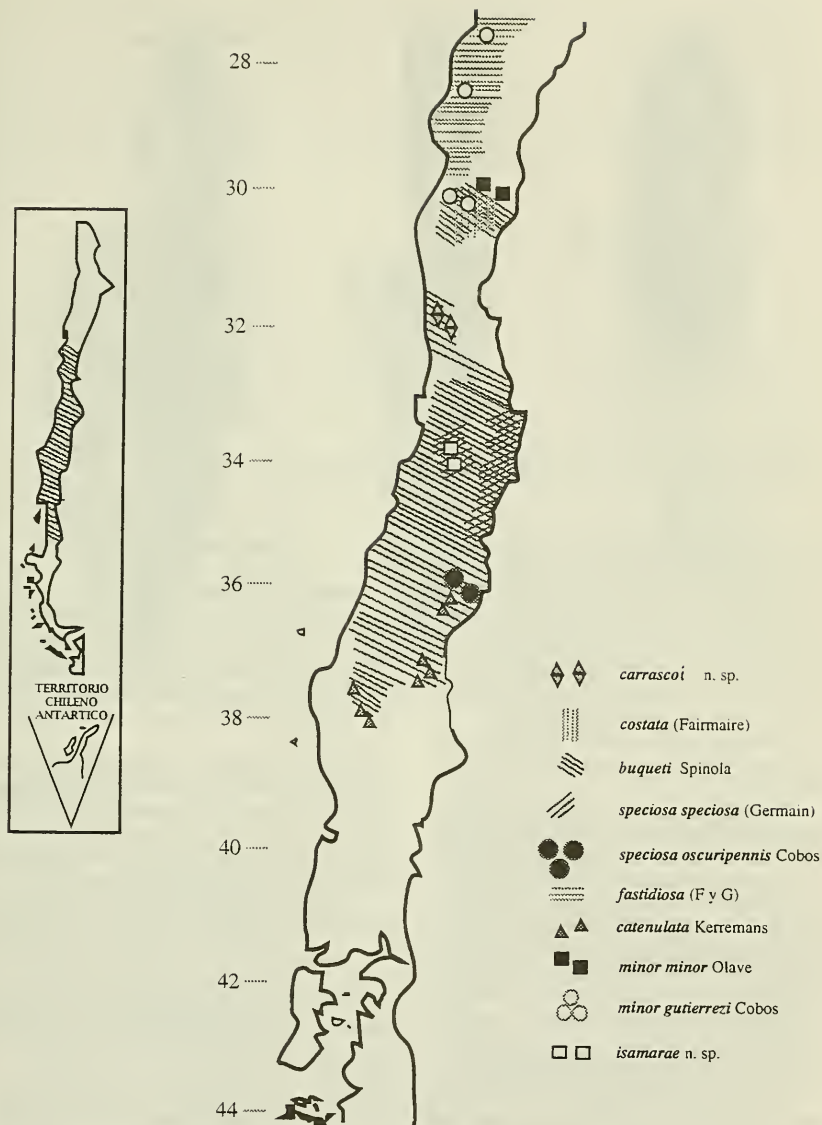 28
30
32
34
36
38
40
42
44
TERRITORIO
CHILENO
ANTARTICO
carrascoi n. sp.
costata (Fairmaire)
buqueti Spinola
speciosa speciosa (Germain)
speciosa oscuripennis Cobos
fastidiosa (F y G)
catenulata Kerremans
minor minor Olave
minor gutierrezi Cobos
isamarae n. sp.